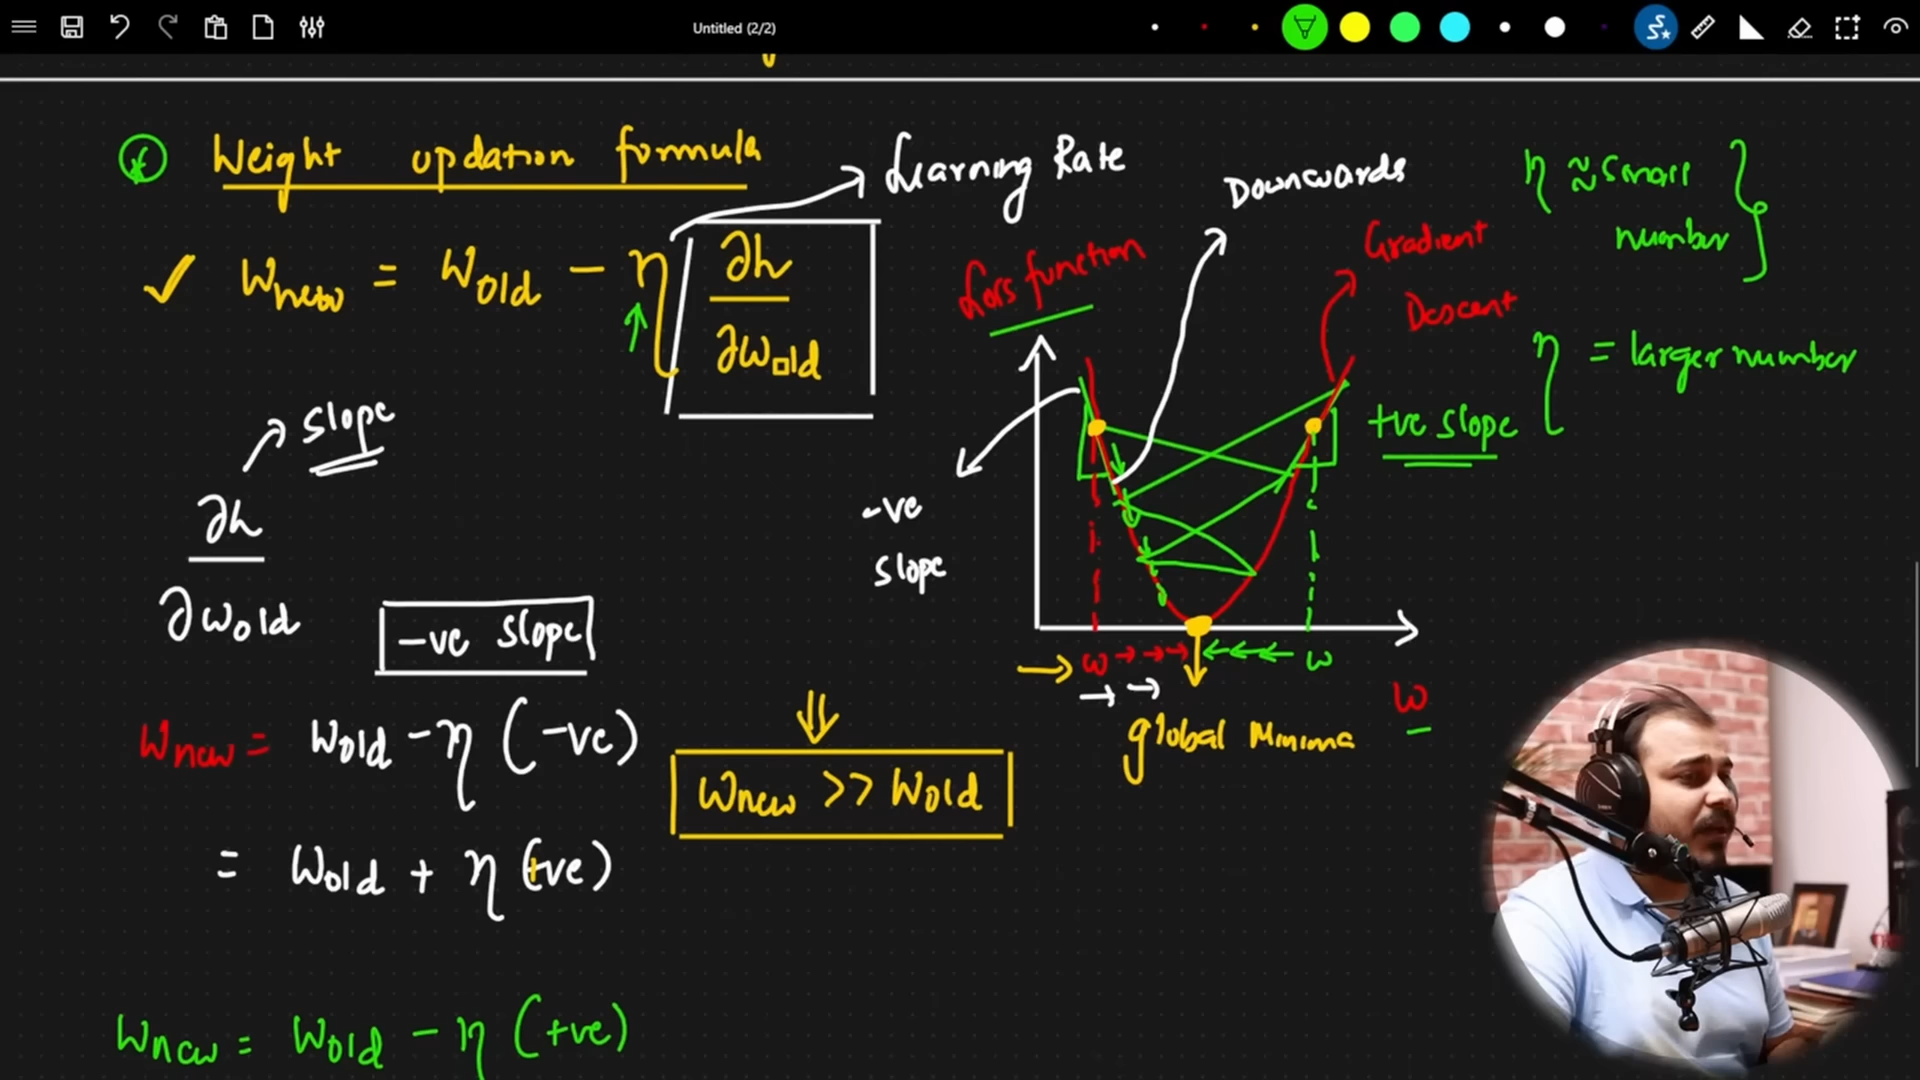 Untitled (2/2)
Weight updation formula
Learning Rate
Wnew = Wold - η ∂h
∂wold
Downwards
η ≈ small
number
Loss function
Gradient
Descent
η = larger number
+ve slope
slope
∂h
∂wold
-ve
slope
-ve slope
w
w
w
global Minima
Wnew = Wold - η (-ve)
Wnew >> Wold
= Wold + η (+ve)
Wnew = Wold - η (+ve)